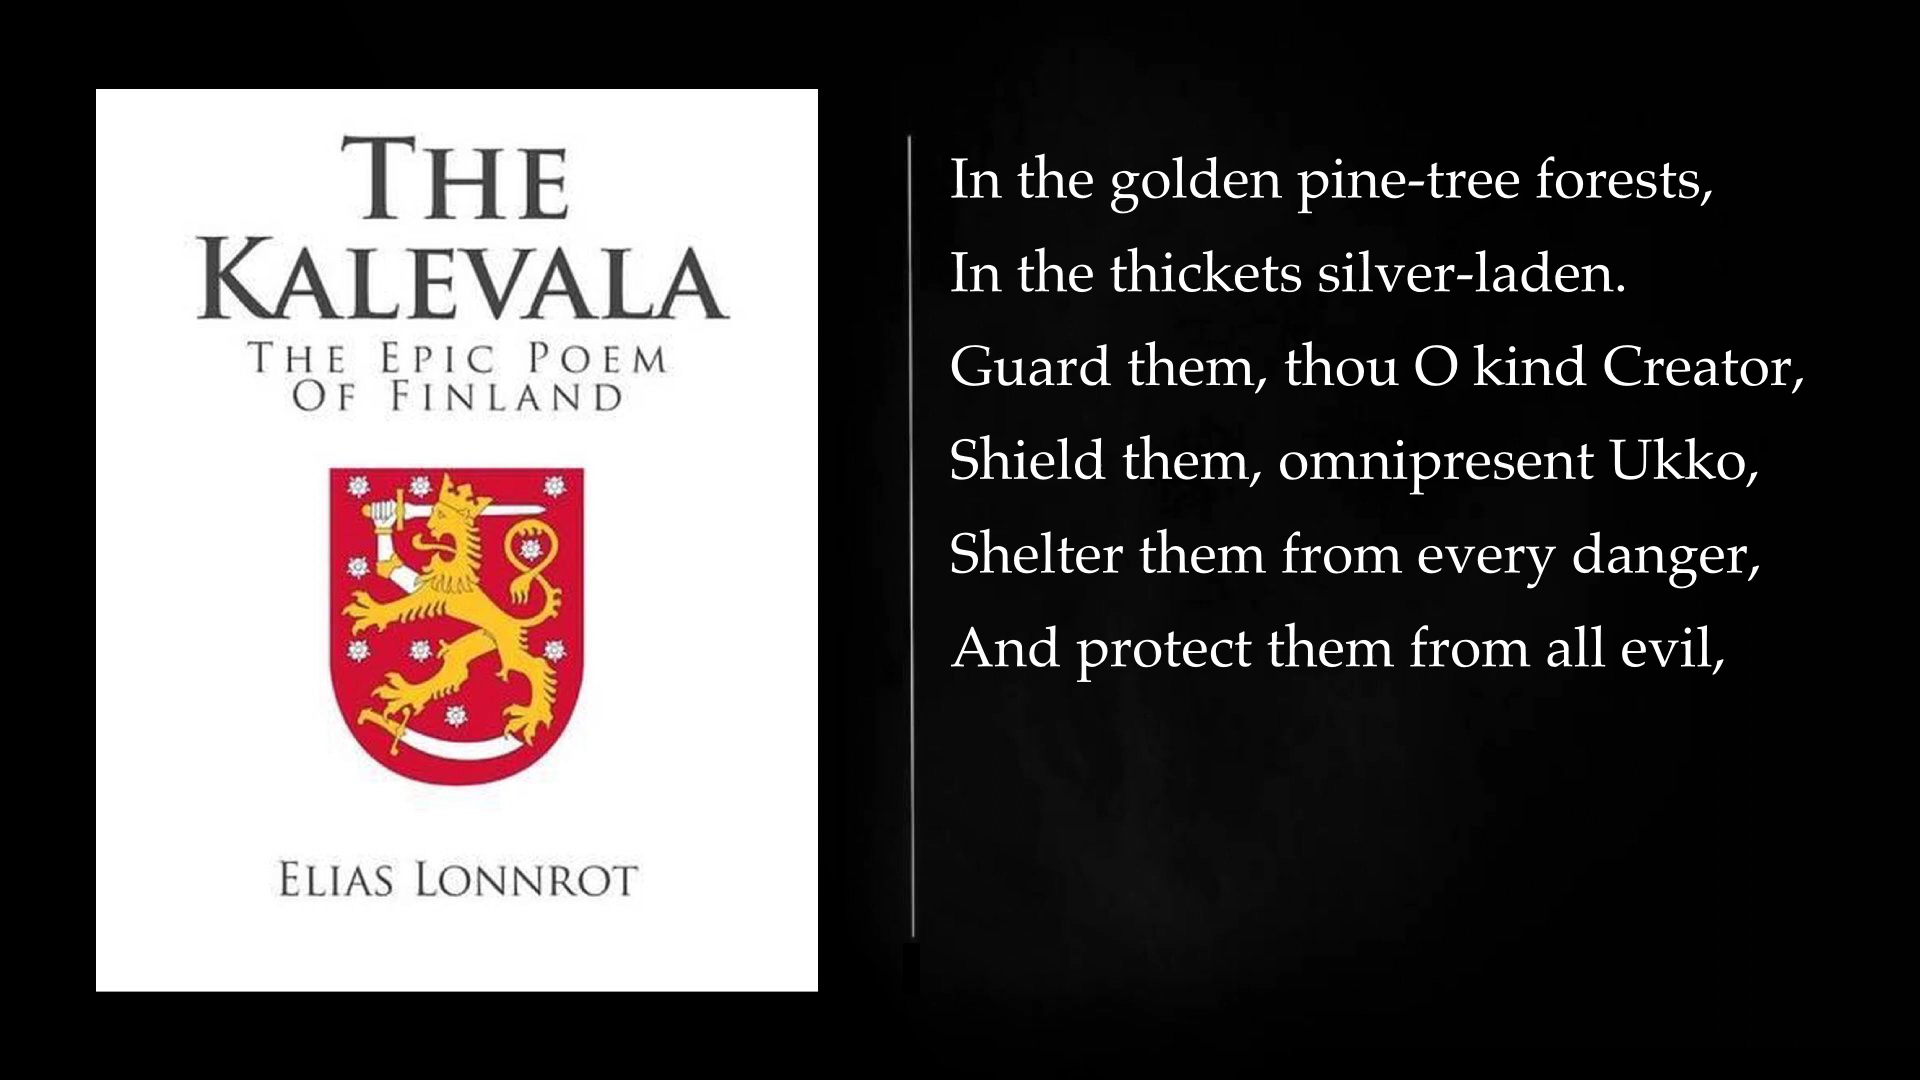 THE
KALEVALA
THE EPIC POEM
OF FINLAND
ELIAS LONNROT
In the golden pine-tree forests,
In the thickets silver-laden.
Guard them, thou O kind Creator,
Shield them, omnipresent Ukko,
Shelter them from every danger,
And protect them from all evil,